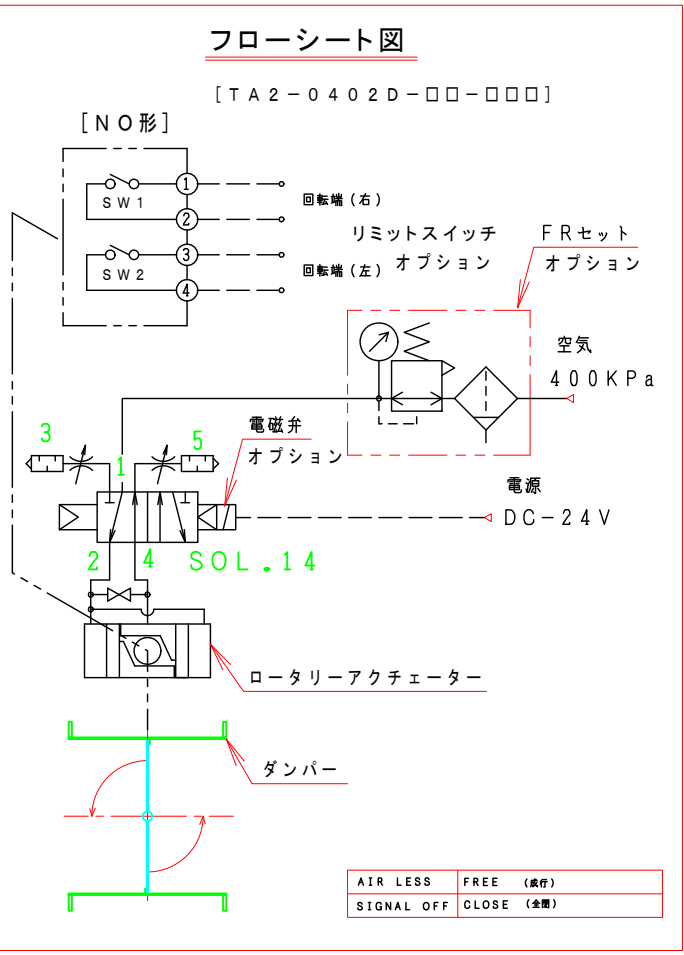 フローシート図
[TA2-0402D-□□-□□□]
[NO形]
SW1
1
2
回転端(右)
SW2
3
4
回転端(左)
リミットスイッチ
オプション
FRセット
オプション
空気
400KPa
電磁弁
オプション
3
1
5
電源
DC-24V
2
4
SOL.14
ロータリーアクチェーター
ダンパー
AIR LESS FREE (成行)
SIGNAL OFF CLOSE (全閉)